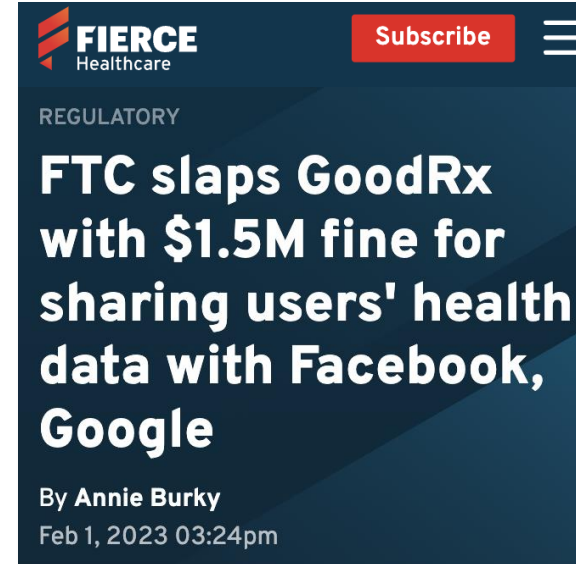 FIERCE
Healthcare
Subscribe
REGULATORY
FTC slaps GoodRx
with $1.5M fine for
sharing users' health
data with Facebook,
Google
By Annie Burky
Feb 1, 2023 03:24pm